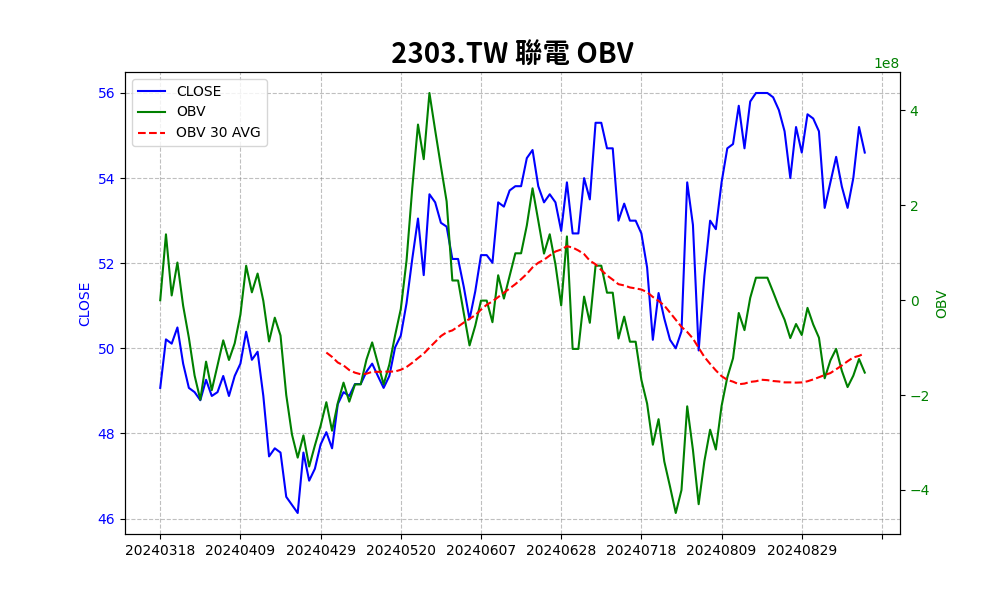 2303.TW 聯電 OBV
1e8
CLOSE
OBV
OBV 30 AVG
56
54
52
50
48
46
CLOSE
4
2
0
−2
−4
OBV
20240318 20240409 20240429 20240520 20240607 20240628 20240718 20240809 20240829